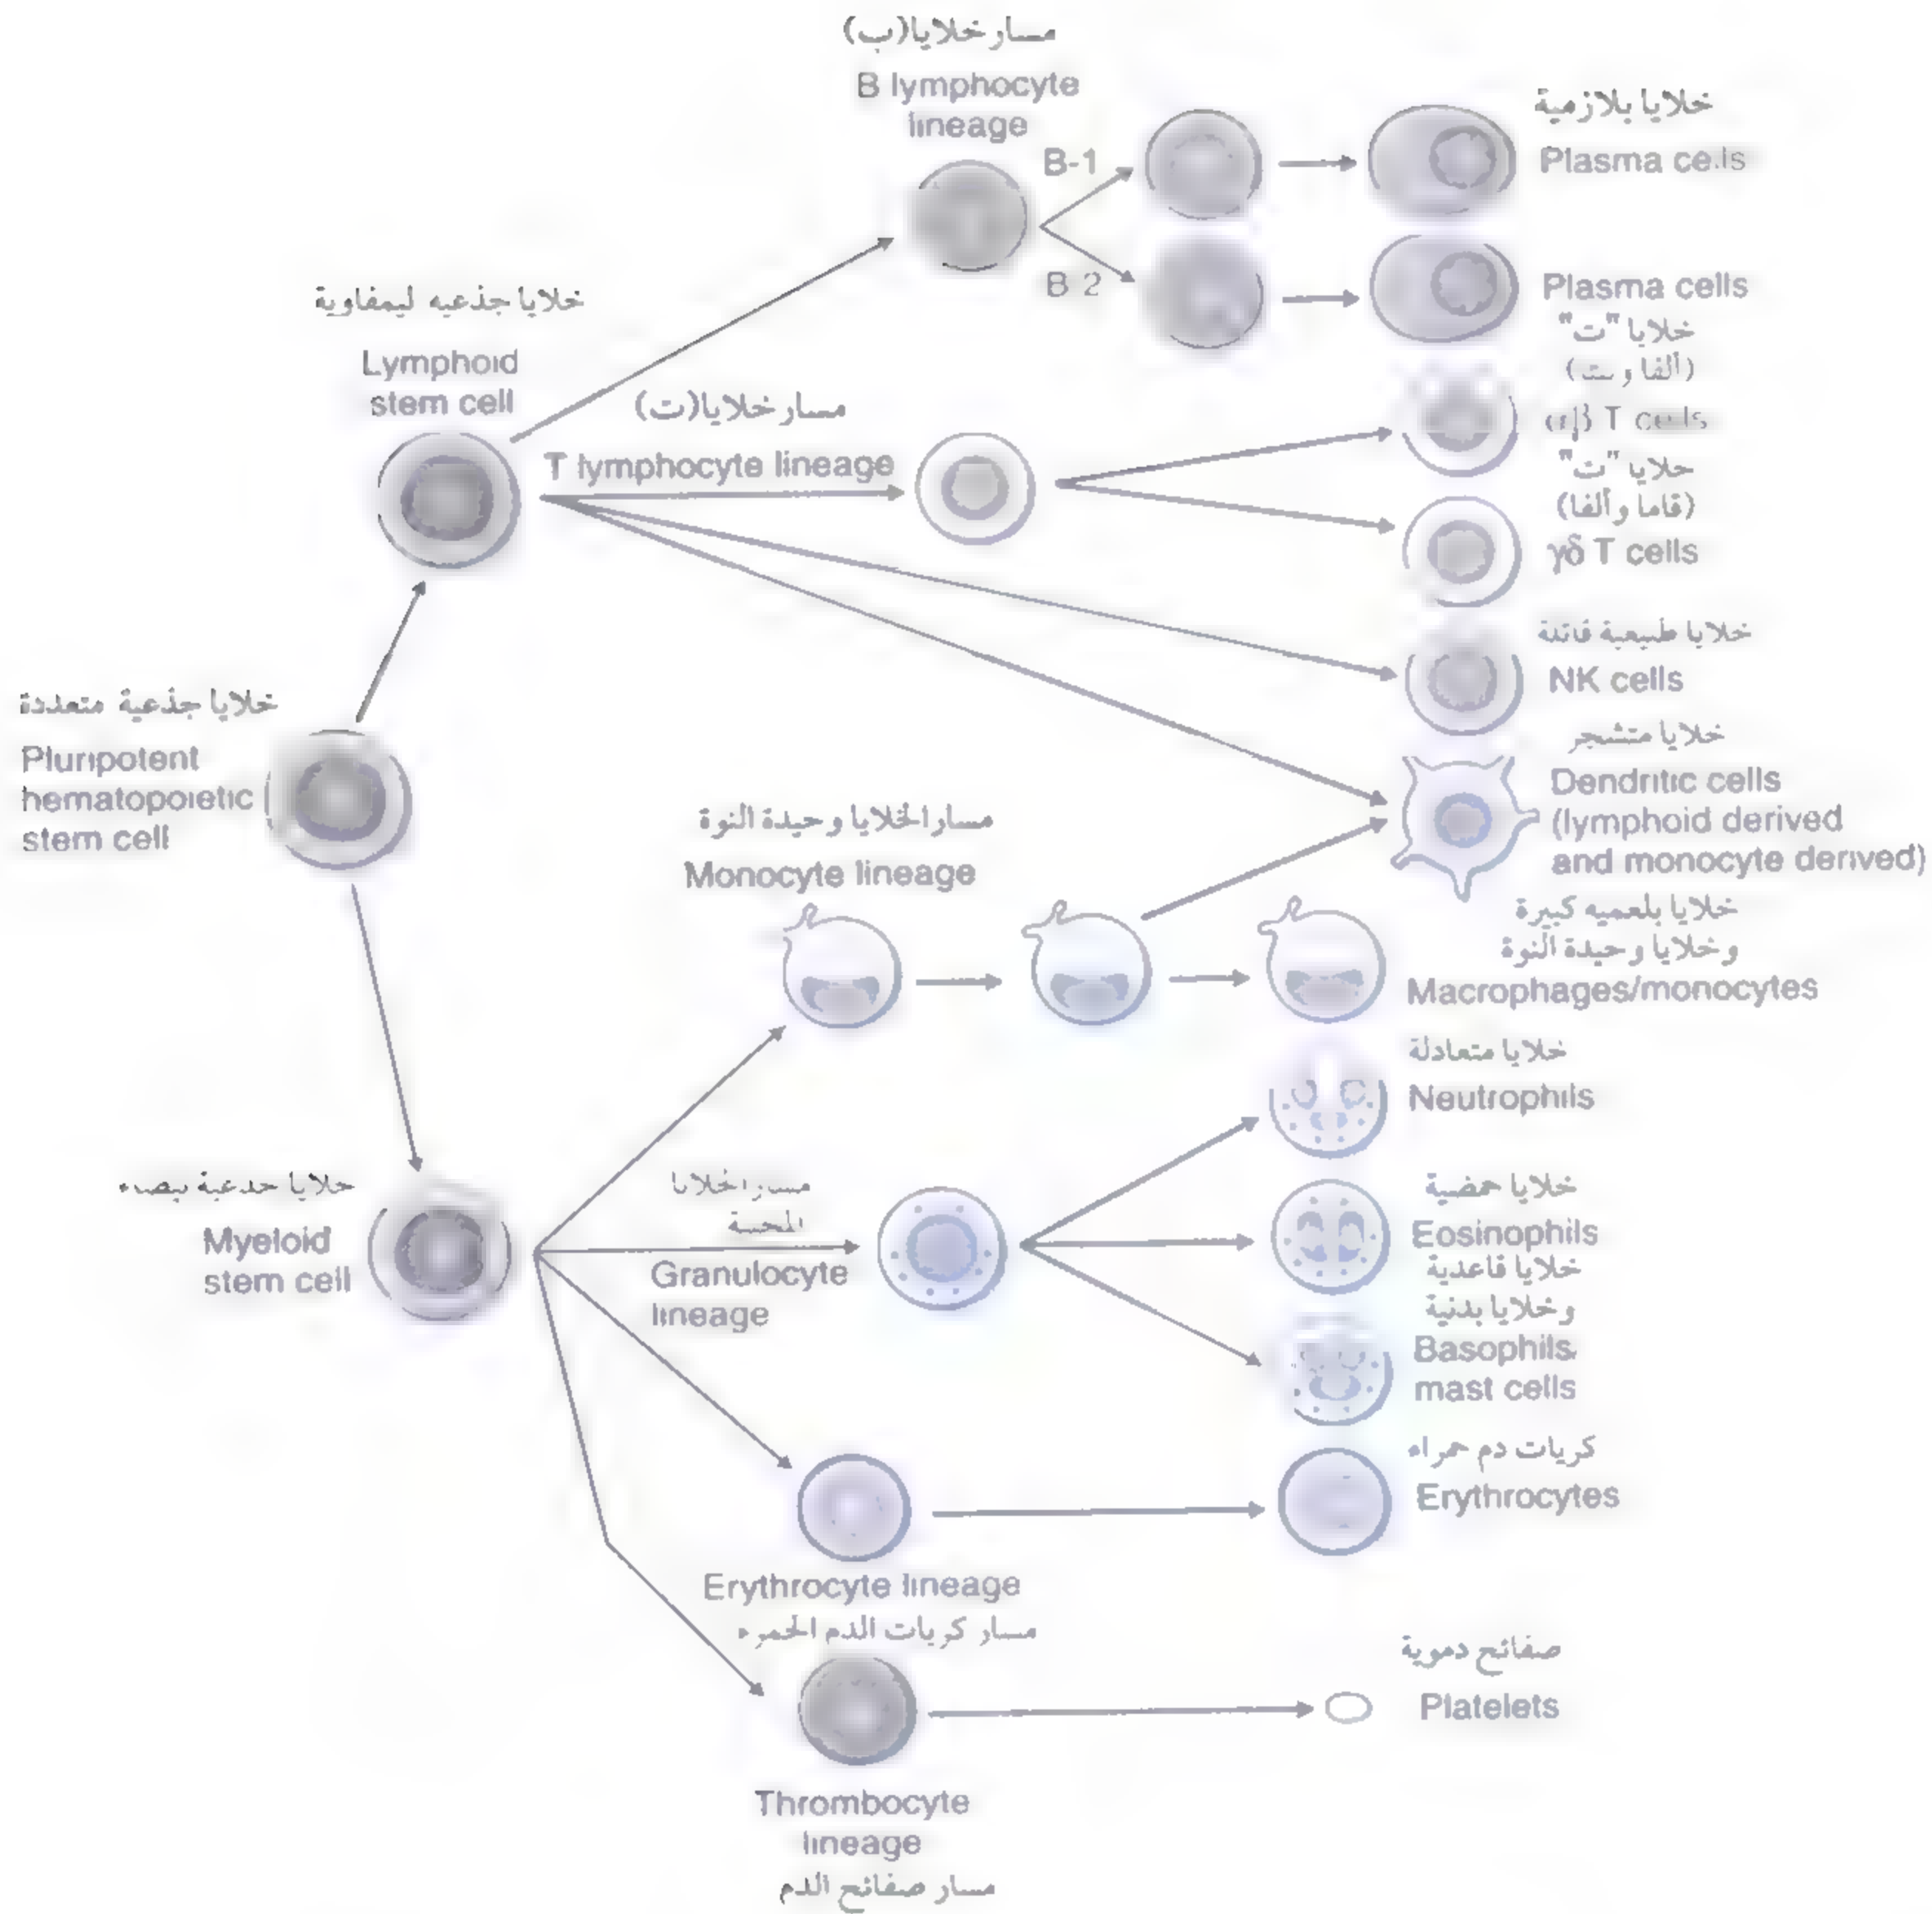 مسار خلايا(ب)
B lymphocyte
lineage
B-1
خلايا بلازمية
Plasma cells
B 2
Plasma cells
خلايا جذعيه ليمفاوية
Lymphoid
stem cell
مسار خلايا(ت)
T lymphocyte lineage
خلايا "ت"
(ألفا و
αβ T cells
خلايا "ت"
(قاما وألفا)
γδ T cells
خلايا طبيعية قاتلة
NK cells
خلايا جذعية متعددة
Pluripotent
hematopoietic
stem cell
خلايا متشجر
Dendritic cells
(lymphoid derived
and monocyte derived)
مسار الخلايا وحيدة النوة
Monocyte lineage
خلايا بلعميه كبيرة
وخلايا وحيدة النوة
Macrophages/monocytes
خلايا متعادلة
Neutrophils
خلايا جذعية
Myeloid
stem cell
مسار الخلايا
Granulocyte
lineage
خلايا حمضية
Eosinophils
خلايا قاعدية
وخلايا بدنية
Basophils
mast cells
كريات دم حمراء
Erythrocytes
Erythrocyte lineage
مسار كريات الدم الحمره
صفائح دموية
Platelets
Thrombocyte
lineage
مسار صفائح الدم